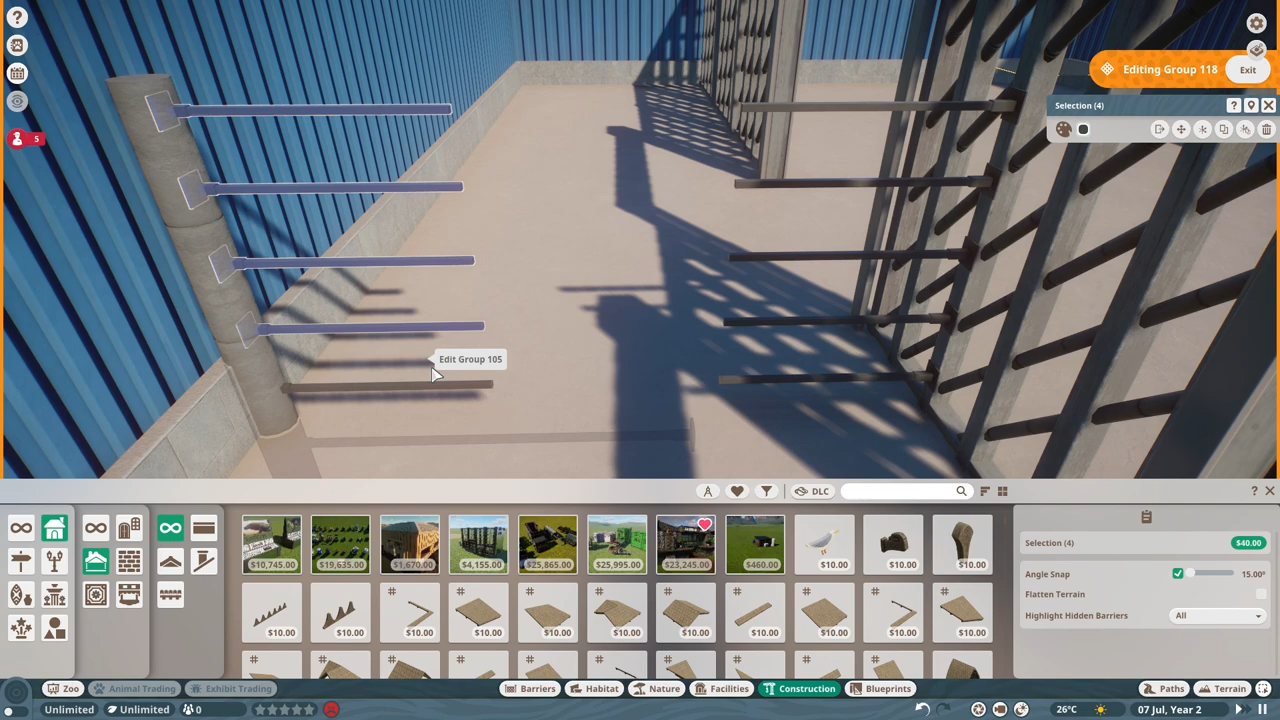 ?
5
Editing Group 118
Exit
Selection (4)
?
Edit Group 105
DLC
?
$10,745.00
$19,635.00
$1,670.00
$4,155.00
$25,865.00
$25,995.00
$23,245.00
$460.00
$10.00
$10.00
$10.00
$10.00
$10.00
$10.00
$10.00
$10.00
$10.00
$10.00
$10.00
$10.00
$10.00
$10.00
Selection (4)
$40.00
Angle Snap
15.00°
Flatten Terrain
Highlight Hidden Barriers
All
Zoo
Animal Trading
Exhibit Trading
Barriers
Habitat
Nature
Facilities
Construction
Blueprints
Paths
Terrain
Unlimited
Unlimited
0
26°C
07 Jul, Year 2